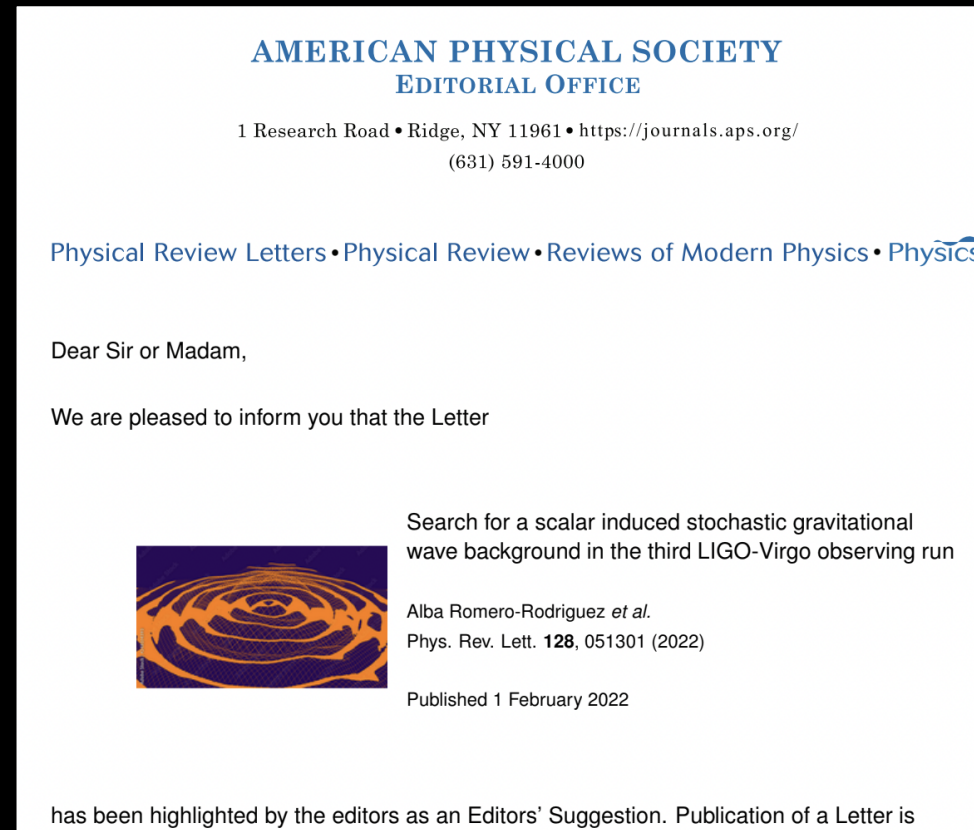 AMERICAN PHYSICAL SOCIETY
EDITORIAL OFFICE
1 Research Road • Ridge, NY 11961 • https://journals.aps.org/
(631) 591-4000
Physical Review Letters • Physical Review • Reviews of Modern Physics • Physics
Dear Sir or Madam,
We are pleased to inform you that the Letter
Search for a scalar induced stochastic gravitational
wave background in the third LIGO-Virgo observing run
Alba Romero-Rodriguez et al.
Phys. Rev. Lett. 128, 051301 (2022)
Published 1 February 2022
has been highlighted by the editors as an Editors' Suggestion. Publication of a Letter is